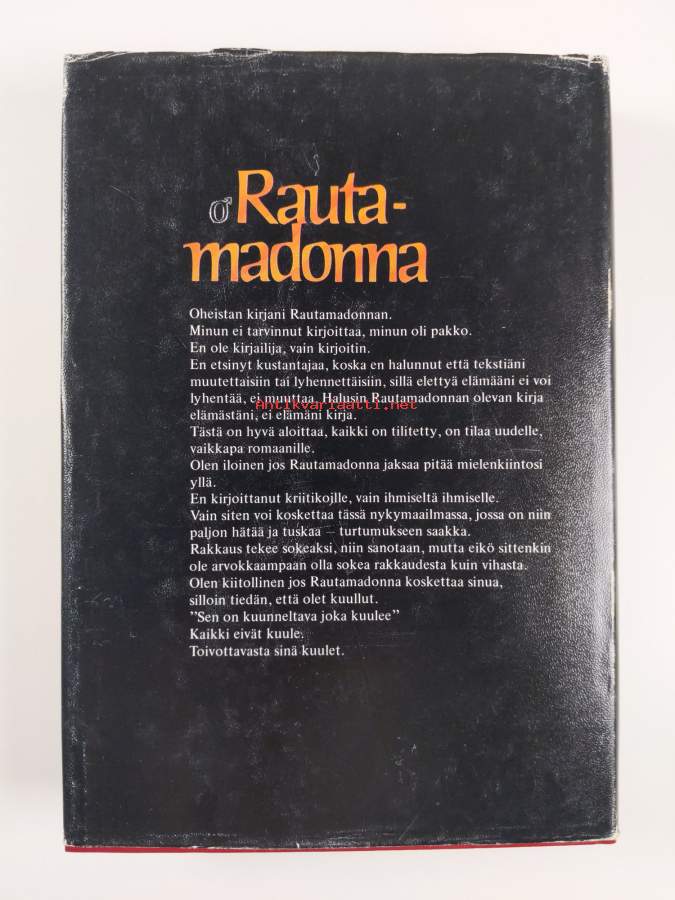 Rauta-
madonna
Oheistan kirjani Rautamadonnan.
Minun ei tarvinnut kirjoittaa, minun oli pakko.
En ole kirjailija, vain kirjoitin.
En etsinyt kustantajaa, koska en halunnut että tekstiäni
muutettaisiin tai lyhennettäisiin, sillä elettyä elämääni ei voi
lyhentää, ei muuttaa. Halusin Rautamadonnan olevan kirja
Antikvariaatti.net
elämästäni, ei elämäni kirja.
Tästä on hyvä aloittaa, kaikki on tilitetty, on tilaa uudelle,
vaikkapa romaanille.
Olen iloinen jos Rautamadonna jaksaa pitää mielenkiintosi
yllä.
En kirjoittanut kriitikojlle, vain ihmiseltä ihmiselle.
Vain siten voi koskettaa tässä nykymaailmassa, jossa on niin
paljon hätää ja tuskaa – turtumukseen saakka.
Rakkaus tekee sokeaksi, niin sanotaan, mutta eikö sittenkin
ole arvokkaampaan olla sokea rakkaudesta kuin vihasta.
Olen kiitollinen jos Rautamadonna koskettaa sinua,
silloin tiedän, että olet kuullut.
”Sen on kuunneltava joka kuulee”
Kaikki eivät kuule.
Toivottavasta sinä kuulet.